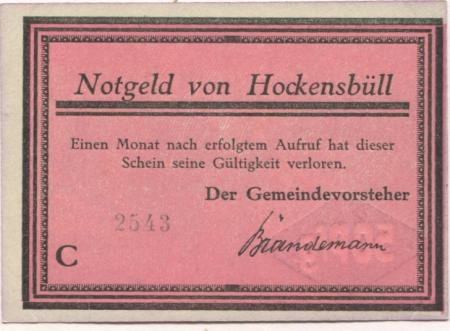 Notgeld von Hockensbüll
Einen Monat nach erfolgtem Aufruf hat dieser
Schein seine Gültigkeit verloren.
Der Gemeindevorsteher
2543
Brandemann
C